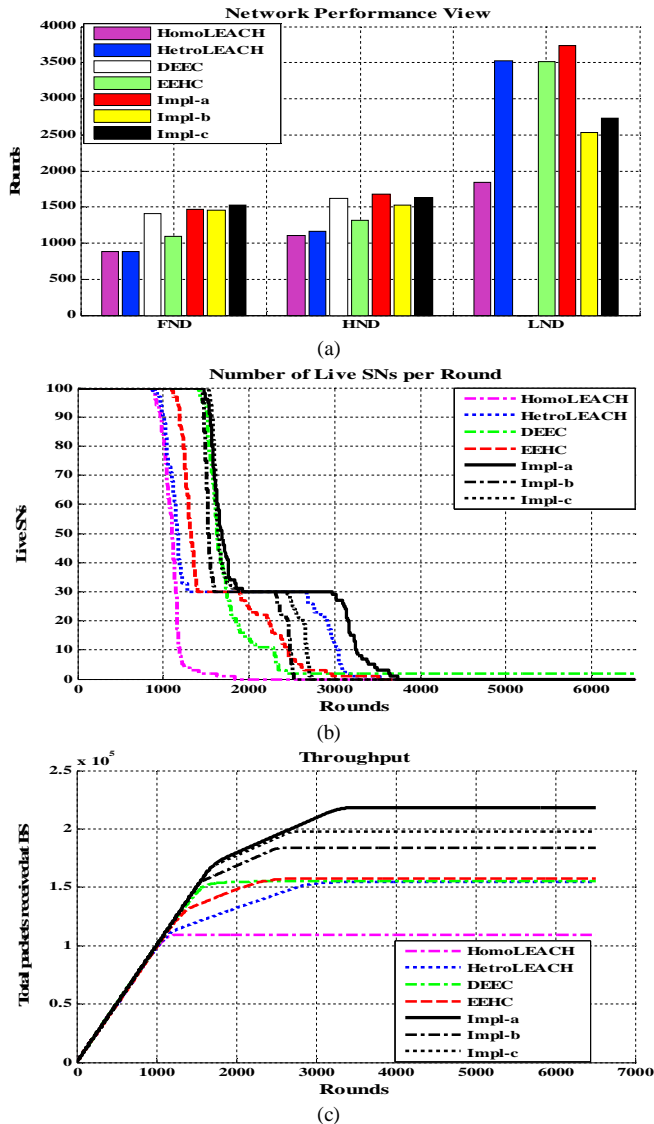 Network Performance View
4000
3500
3000
2500
2000
1500
1000
500
0
Rounds
HomoLEACH
HetroLEACH
DEEC
EEHC
Impl-a
Impl-b
Impl-c
FND HND LND
(a)
Number of Live SNs per Round
100
90
80
70
60
50
40
30
20
10
0
Live SNs
HomoLEACH
HetroLEACH
DEEC
EEHC
Impl-a
Impl-b
Impl-c
0 1000 2000 3000 4000 5000 6000
Rounds
(b)
Throughput
x 10^5
2.5
2
1.5
1
0.5
0
Total packets received at BS
HomoLEACH
HetroLEACH
DEEC
EEHC
Impl-a
Impl-b
Impl-c
0 1000 2000 3000 4000 5000 6000 7000
Rounds
(c)